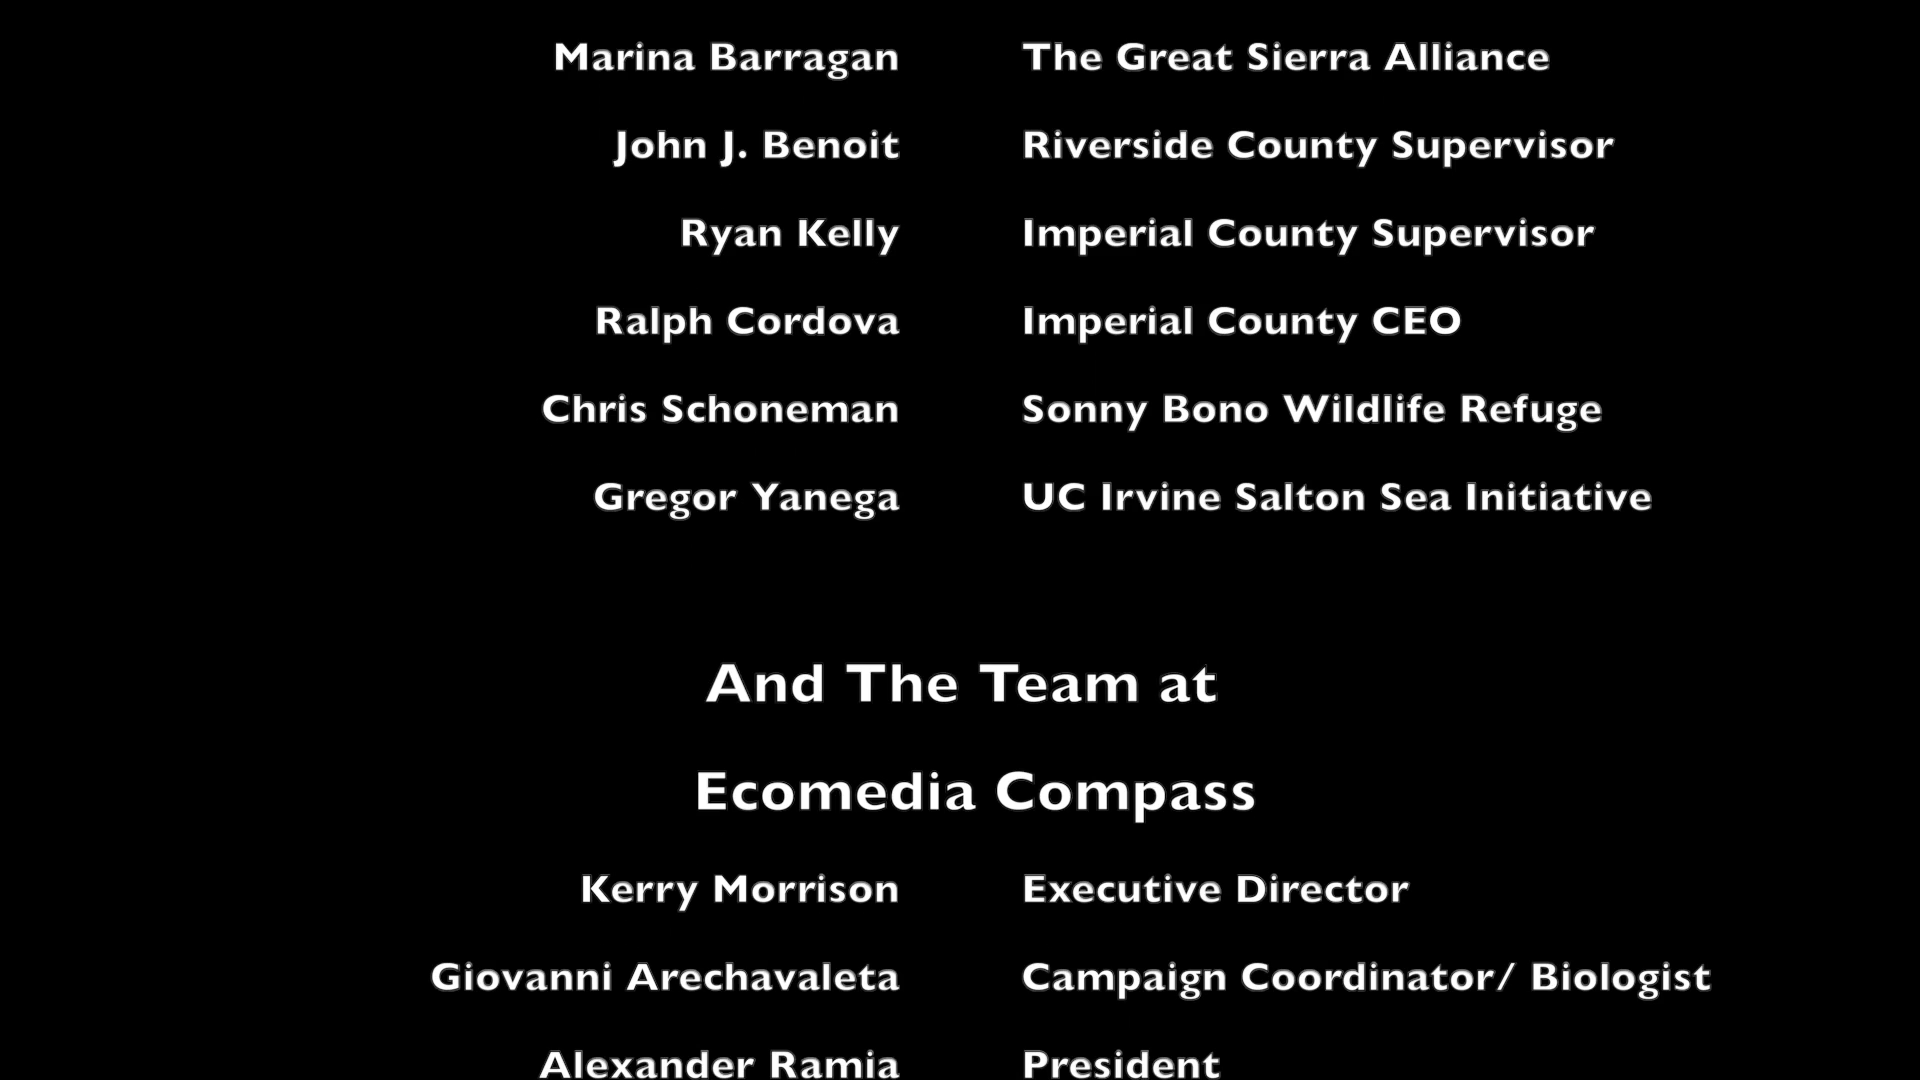 Marina Barragan The Great Sierra Alliance
John J. Benoit Riverside County Supervisor
Ryan Kelly Imperial County Supervisor
Ralph Cordova Imperial County CEO
Chris Schoneman Sonny Bono Wildlife Refuge
Gregor Yanega UC Irvine Salton Sea Initiative
And The Team at
Ecomedia Compass
Kerry Morrison Executive Director
Giovanni Arechavaleta Campaign Coordinator/ Biologist
Alexander Ramia President